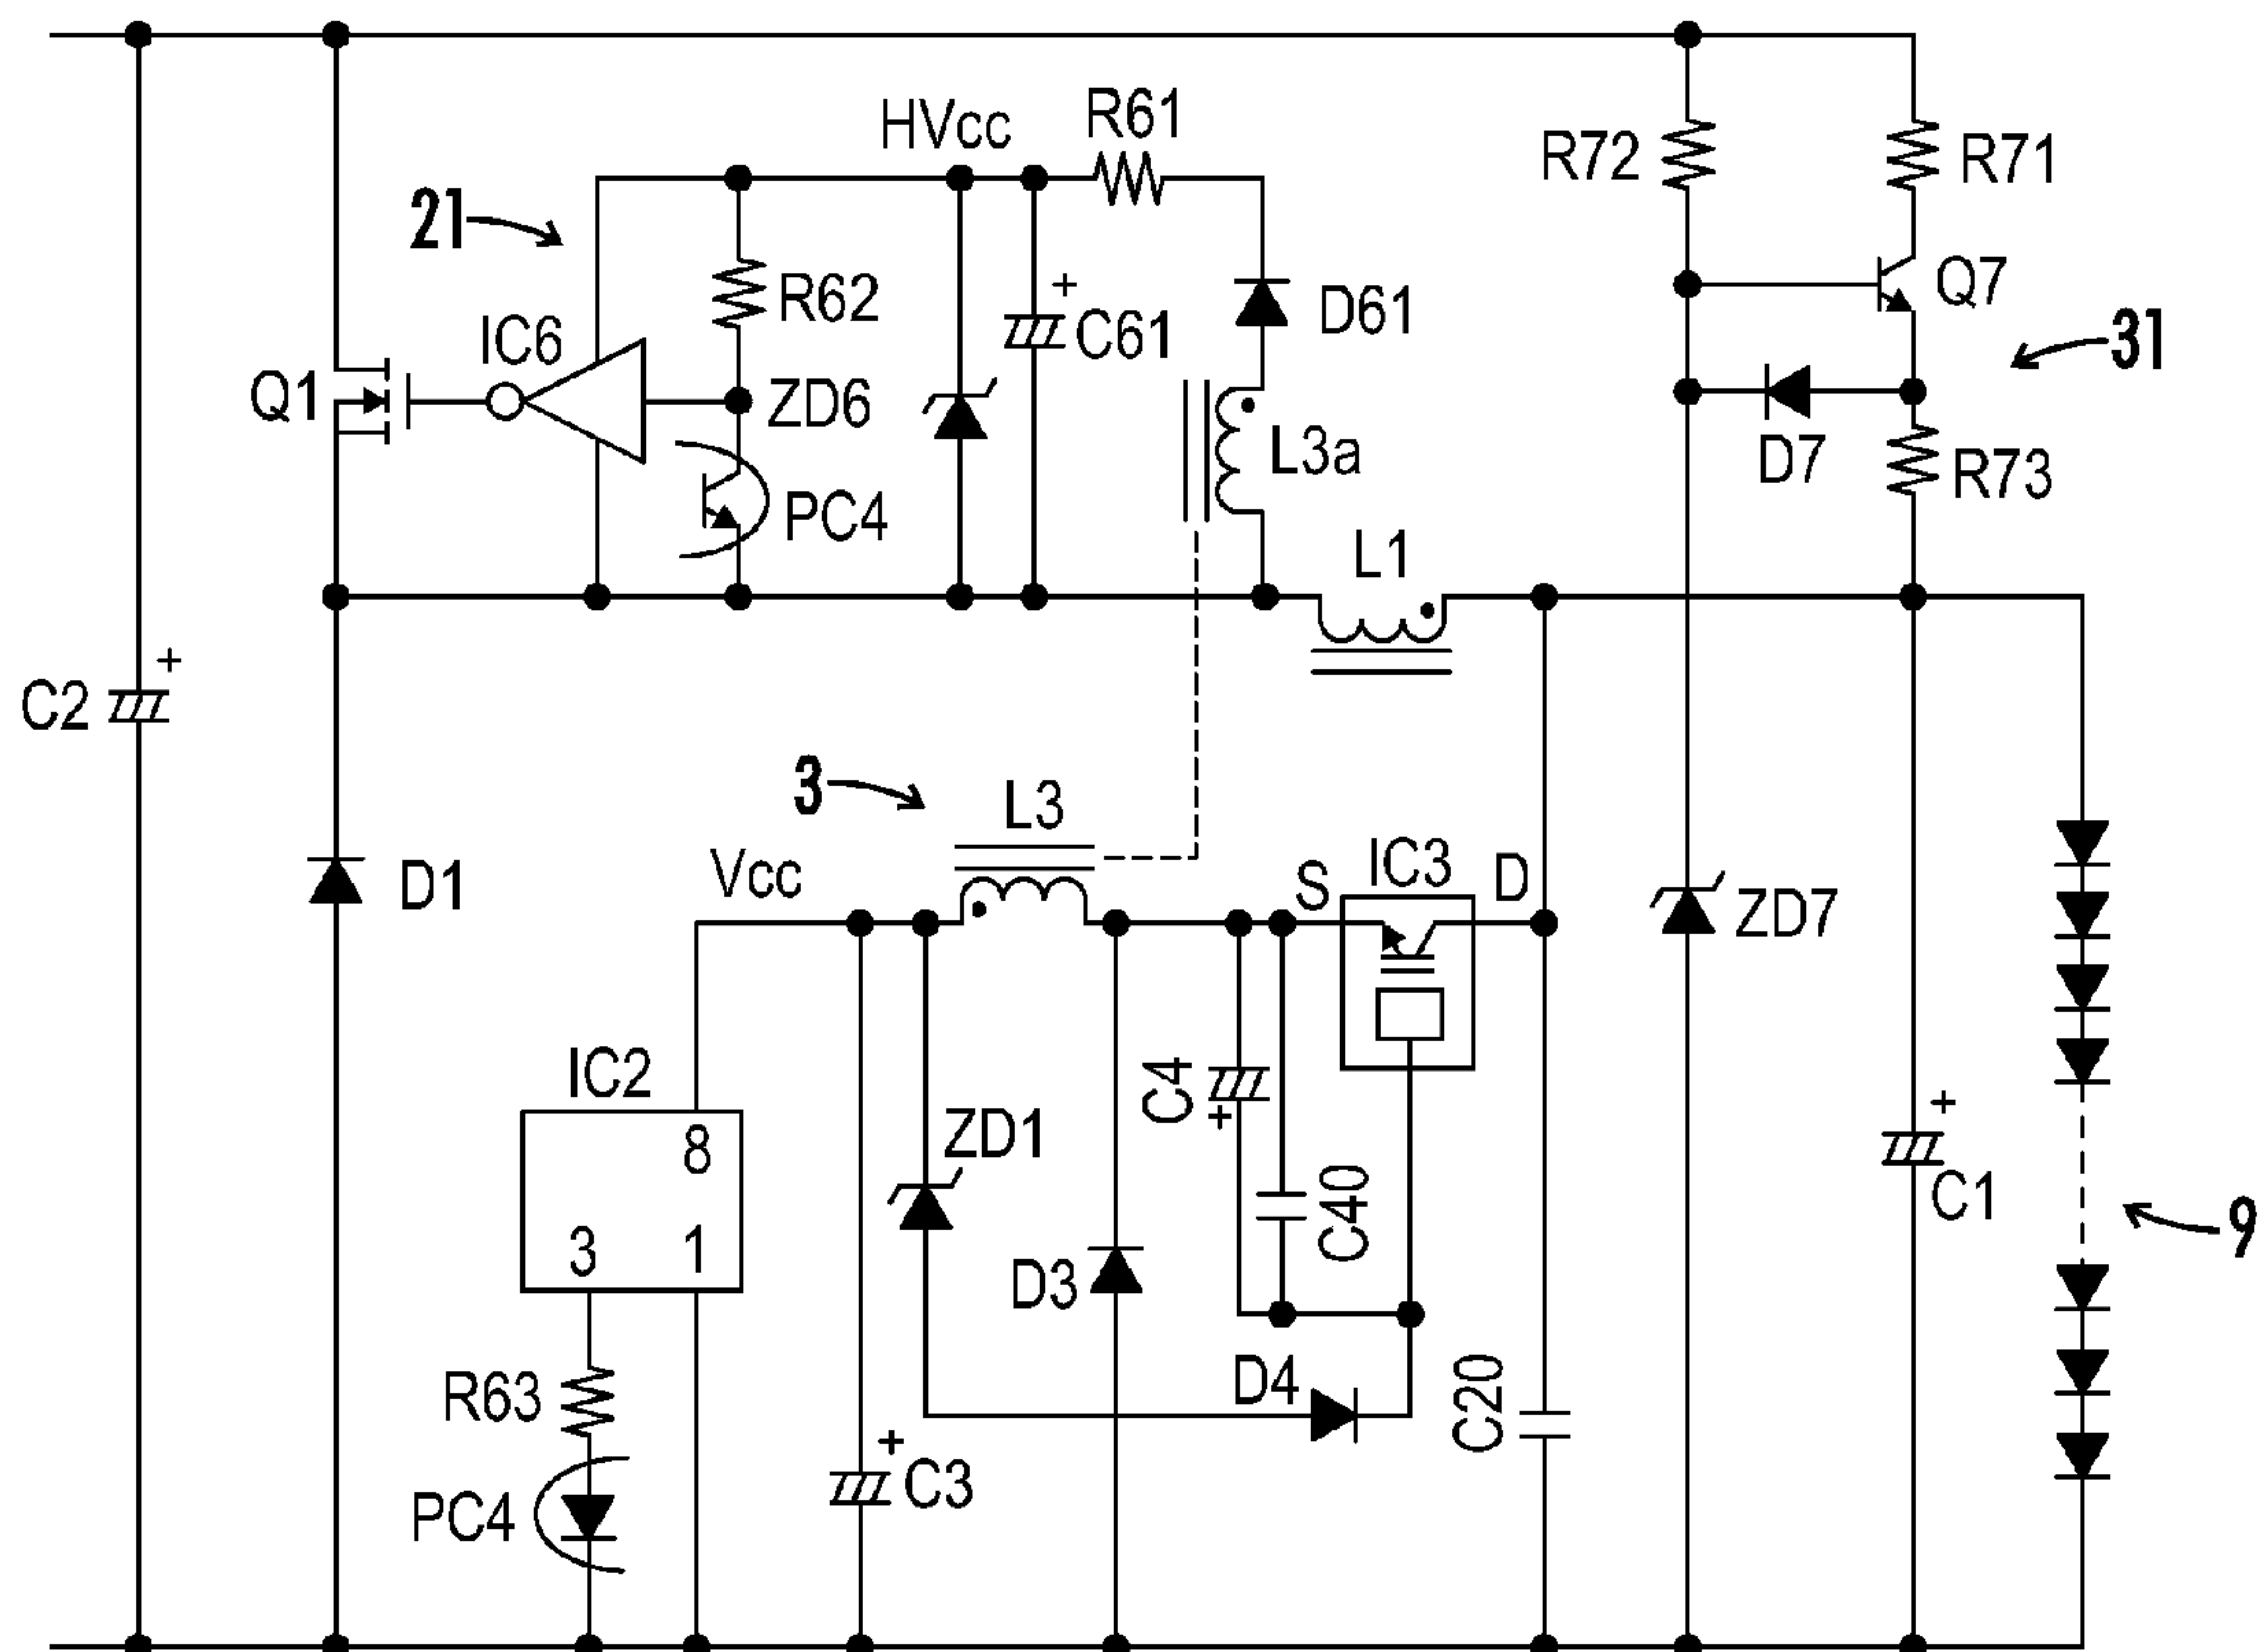 HVcc
R61
R72
R71
21
R62
IC6
C61
D61
Q7
31
Q1
ZD6
L3a
D7
R73
PC4
L1
C2
+
+
3
L3
Vcc
S
IC3
D
D1
ZD7
IC2
C4
+
8
ZD1
+
C1
9
3
1
C40
D3
R63
D4
C20
+
C3
PC4